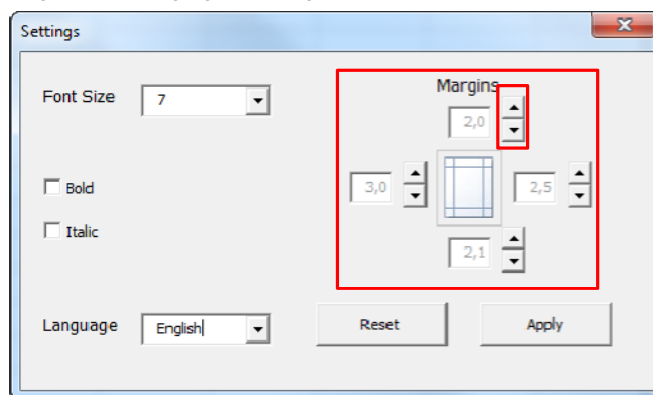 Settings
Font Size 7
Margins
2,0
Bold
3,0
2,5
Italic
2,1
Language English
Reset
Apply